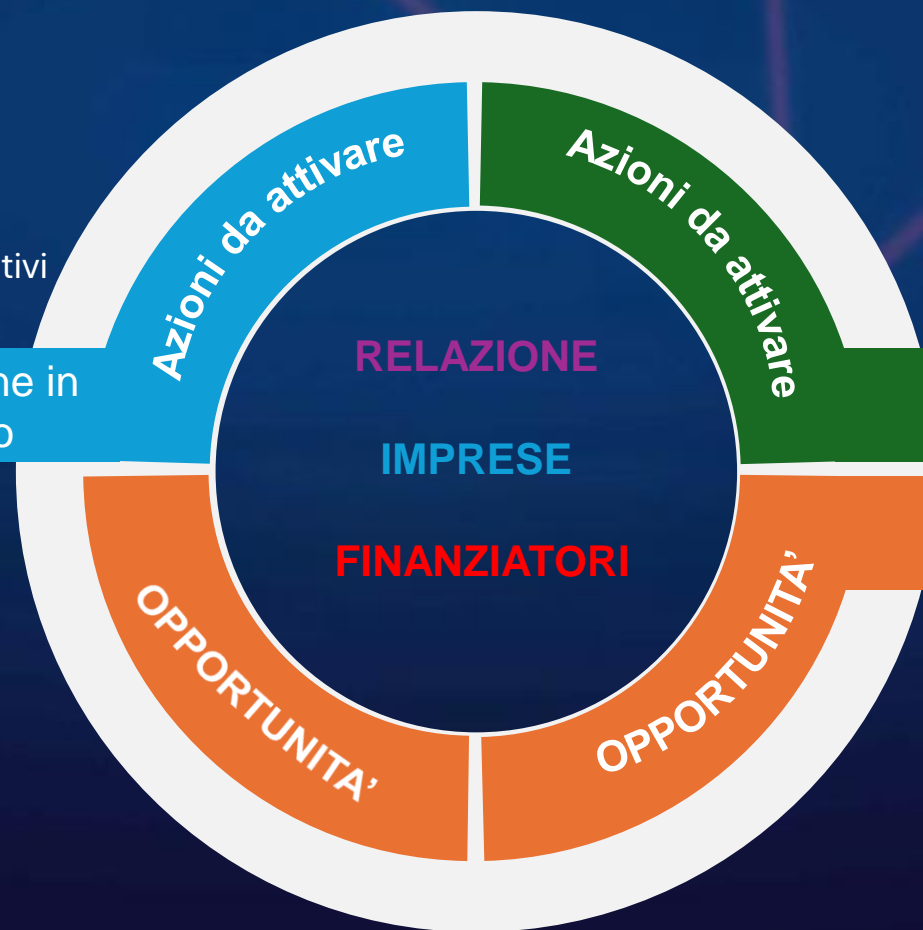 Azioni da attivare
Azioni da attivare
tivi
ne in
o
RELAZIONE
IMPRESE
FINANZIATORI
OPPORTUNITA’
OPPORTUNITA’